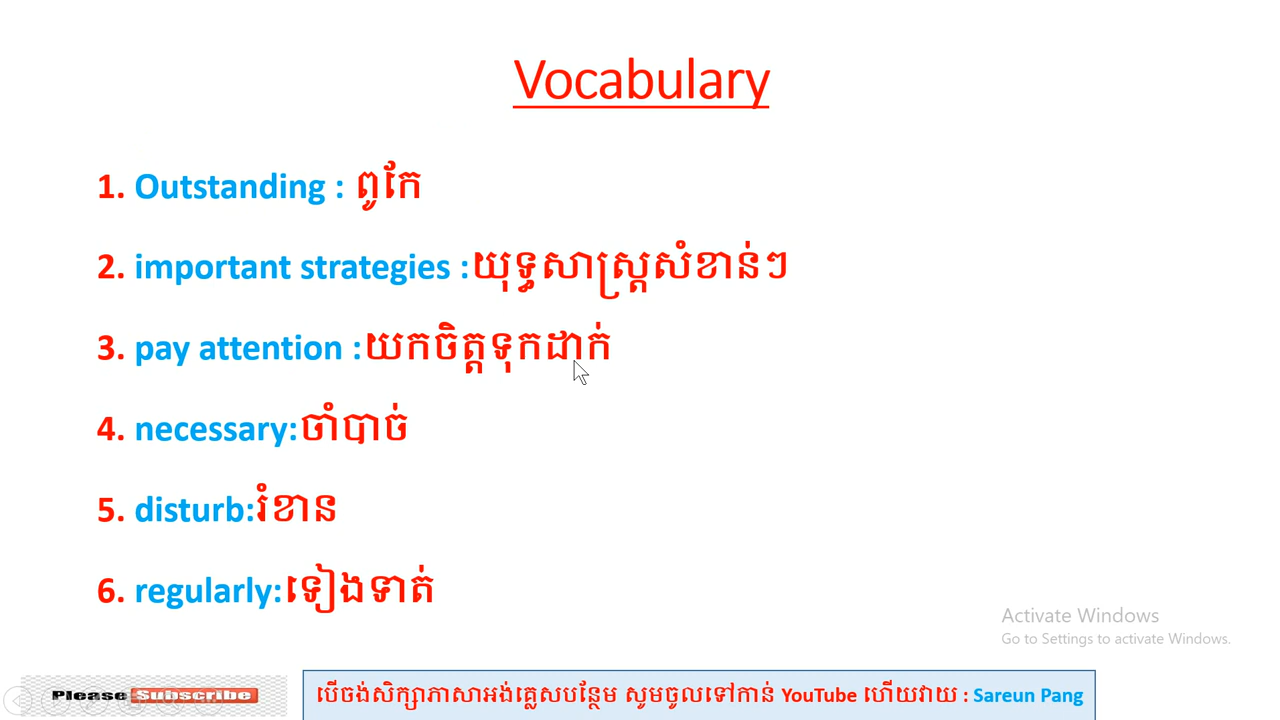 Vocabulary
1. Outstanding : ពូកែ
2. important strategies :យុទ្ធសាស្ត្រសំខាន់ៗ
3. pay attention :យកចិត្តទុកដាក់
4. necessary:ចាំបាច់
5. disturb:រំខាន
6. regularly:ទៀងទាត់
Activate Windows
Go to Settings to activate Windows.
Please Subscribe
បើចង់សិក្សាភាសាអង់គ្លេសបន្ថែម សូមចូលទៅកាន់ YouTube ហើយវាយ : Sareun Pang